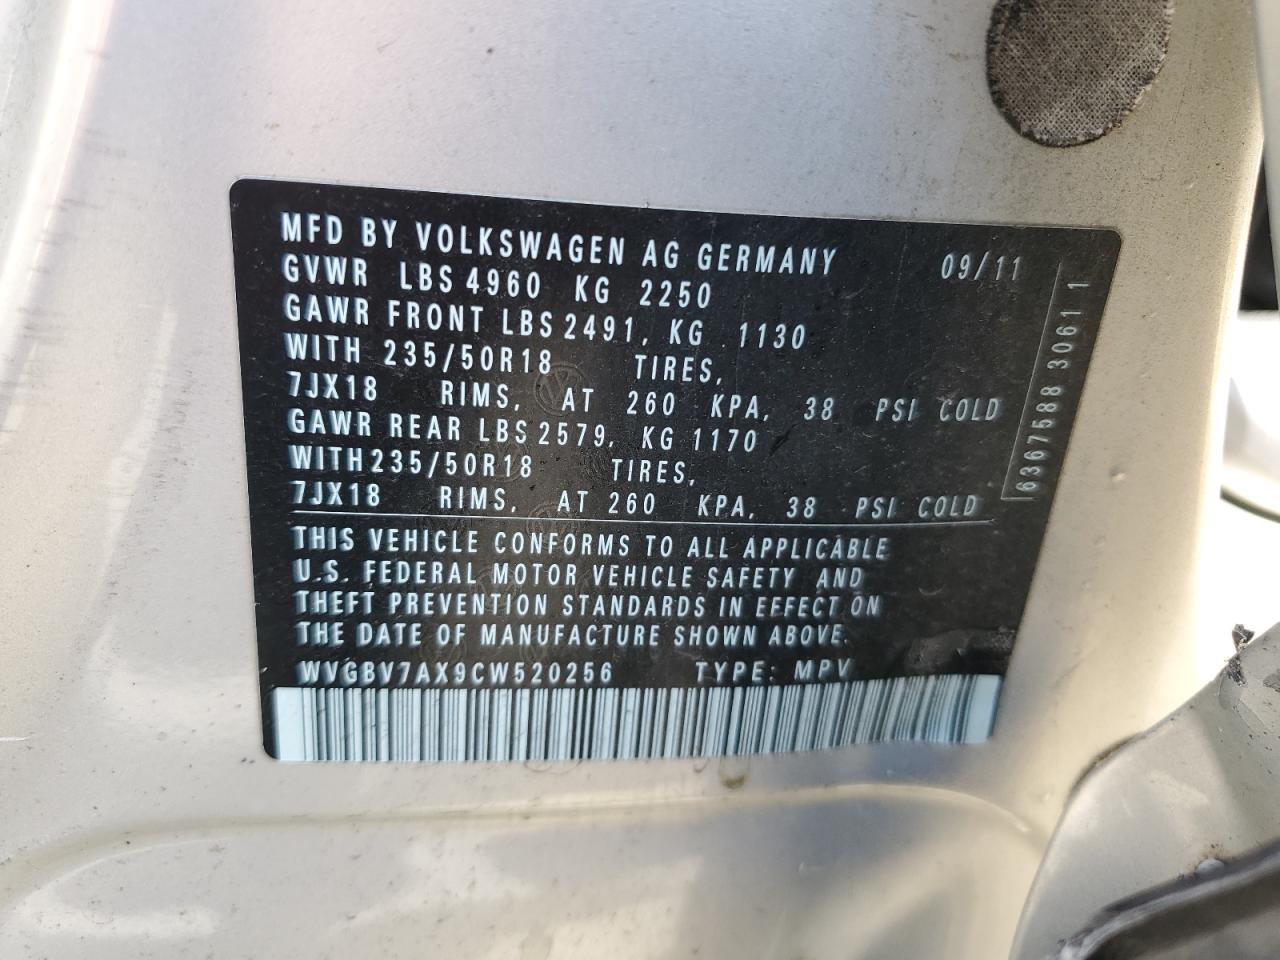 MFD BY VOLKSWAGEN AG GERMANY 09/11
GVWR LBS 4960 KG 2250
GAWR FRONT LBS 2491, KG 1130
WITH 235/50R18 TIRES,
7JX18 RIMS, AT 260 KPA, 38 PSI COLD
GAWR REAR LBS 2579, KG 1170
WITH 235/50R18 TIRES,
7JX18 RIMS, AT 260 KPA, 38 PSI COLD
6367588 3061 1
THIS VEHICLE CONFORMS TO ALL APPLICABLE
U.S. FEDERAL MOTOR VEHICLE SAFETY AND
THEFT PREVENTION STANDARDS IN EFFECT ON
THE DATE OF MANUFACTURE SHOWN ABOVE.
WVGBV7AX9CW520256 TYPE: MPV